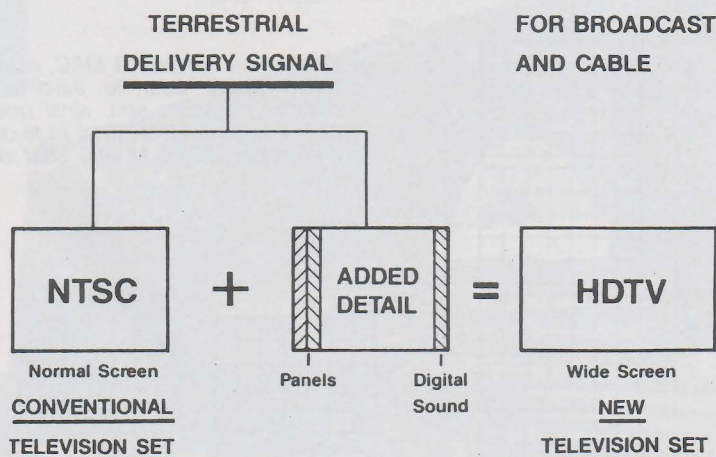 TERRESTRIAL
DELIVERY SIGNAL
FOR BROADCAST
AND CABLE
NTSC
+
ADDED
DETAIL
=
HDTV
Normal Screen
Panels
Digital
Sound
Wide Screen
CONVENTIONAL
TELEVISION SET
NEW
TELEVISION SET